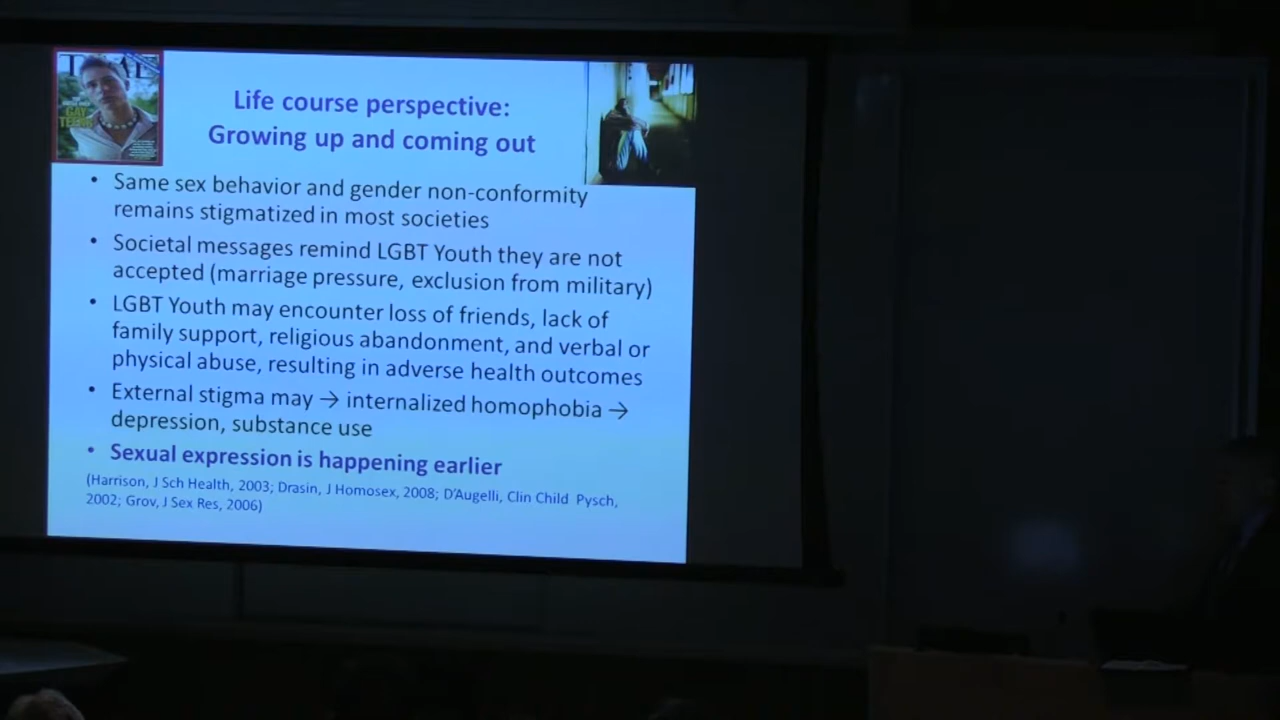 TIME
GAY
Life course perspective:
Growing up and coming out
• Same sex behavior and gender non-conformity
remains stigmatized in most societies
• Societal messages remind LGBT Youth they are not
accepted (marriage pressure, exclusion from military)
• LGBT Youth may encounter loss of friends, lack of
family support, religious abandonment, and verbal or
physical abuse, resulting in adverse health outcomes
• External stigma may → internalized homophobia →
depression, substance use
• Sexual expression is happening earlier
(Harrison, J Sch Health, 2003; Drasin, J Homosex, 2008; D'Augelli, Clin Child Pysch,
2002; Grov, J Sex Res, 2006)